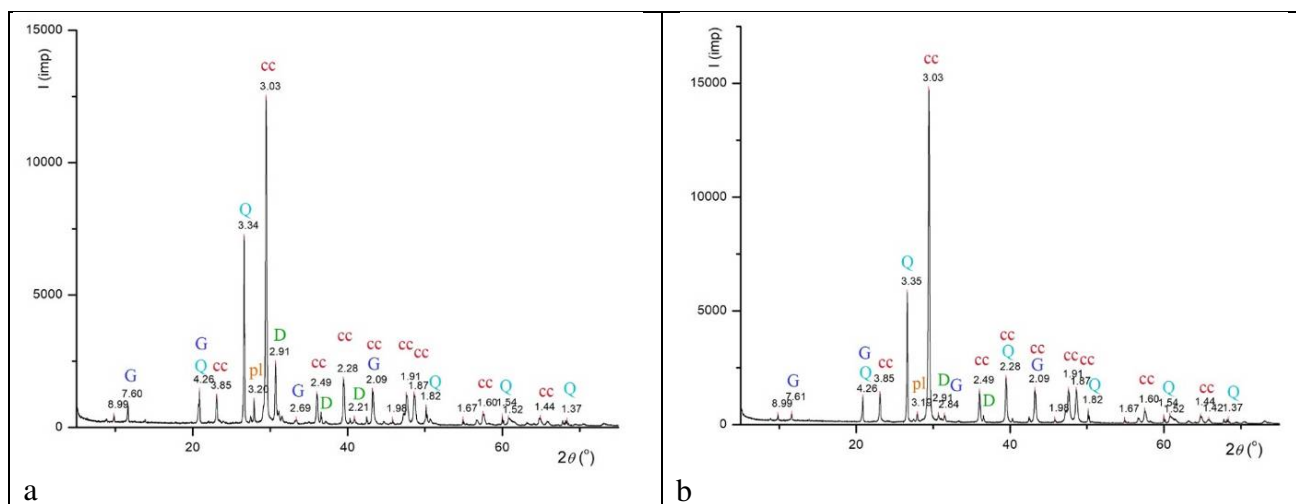 15000
I (imp)
cc
3.03
10000
Q
3.34
5000
D
2.91
G
7.60
8.99
G
Q
4.26
cc
3.85
pl
3.20
G
2.69
cc
2.49
D
cc
2.28
D
2.21
cc
G
2.09
cc
1.91
1.98
cc
1.87
Q
1.82
1.67
cc
1.60
Q
1.54
1.52
cc
1.44
Q
1.37
0
20
40
60
2θ (°)
a
15000
I (imp)
cc
3.03
10000
Q
3.35
5000
G
7.61
8.99
G
Q
4.26
cc
3.85
pl
3.19
D
2.91
G
2.84
cc
2.49
D
cc
Q
2.28
cc
G
2.09
cc
1.91
1.98
cc
1.87
Q
1.82
1.67
cc
1.60
Q
1.54
1.52
cc
1.44
1.42
Q
1.37
0
20
40
60
2θ (°)
b